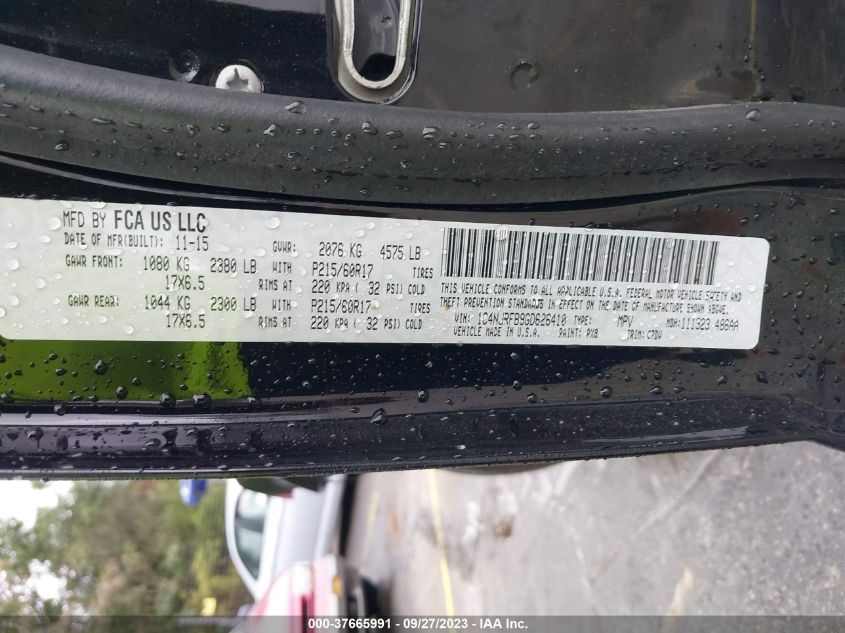 MFD BY FCA US LLC
DATE OF MFR(BUILT): 11-15 GVWR: 2076 KG 4575 LB
GAWR FRONT: 1080 KG 2380 LB WITH P215/60R17 TIRES
17X6.5 RIMS AT 220 KPA ( 32 PSI) COLD
GAWR REAR: 1044 KG 2300 LB WITH P215/60R17 TIRES
17X6.5 RIMS AT 220 KPA ( 32 PSI) COLD
THIS VEHICLE CONFORMS TO ALL APPLICABLE U.S.A. FEDERAL MOTOR VEHICLE SAFETY AND
THEFT PREVENTION STANDARDS IN EFFECT ON THE DATE OF MANUFACTURE SHOWN ABOVE.
VIN: 1C4NJRFB9GD626410 TYPE: MPV MDH: 111323 486AA
VEHICLE MADE IN U.S.A. PAINT: PX8 TRIM: C7DV
000-37665991 - 09/27/2023 - IAAI.com